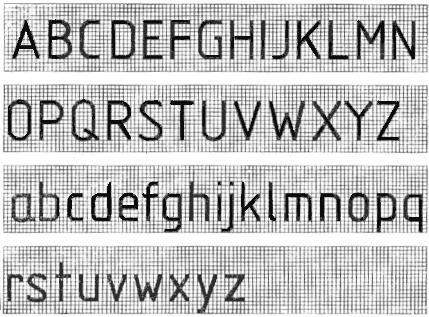 ABCDEFGHIJKLMN
OPQRSTUVWXYZ
abcdefghijklmnopq
rstuvwxyz